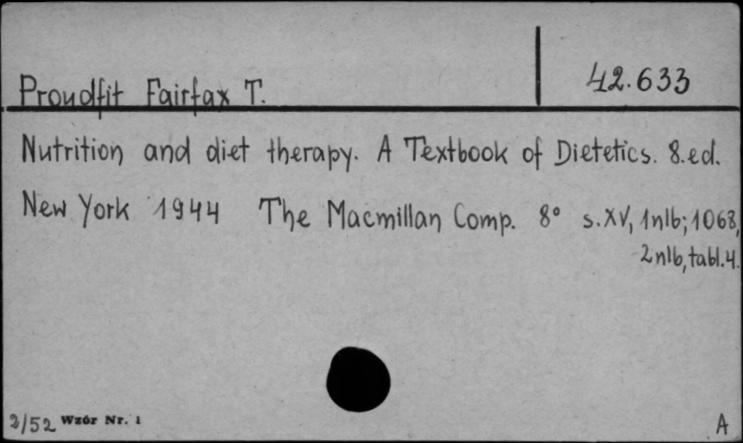 Proudfit Fairfax T. 42.633
Nutrition and diet therapy. A Textbook of Dietetics. 8.ed.
New York 1944 The Macmillan Comp. 8° s.XV, 1nlb; 1063,
2nlb, tabl.4.
2/52 Wzór Nr. 1 A